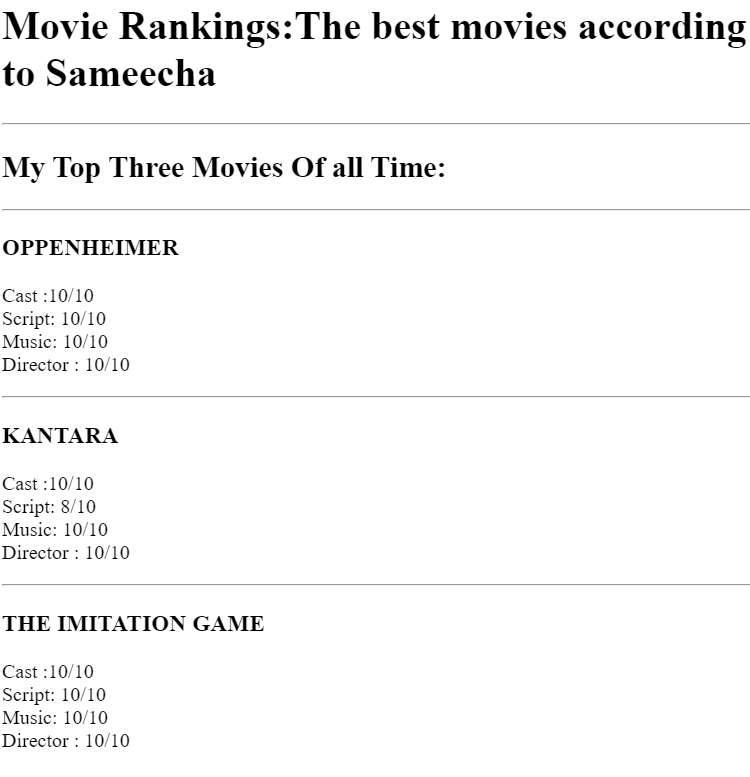 Movie Rankings:The best movies according
to Sameecha
My Top Three Movies Of all Time:
OPPENHEIMER
Cast :10/10
Script: 10/10
Music: 10/10
Director : 10/10
KANTARA
Cast :10/10
Script: 8/10
Music: 10/10
Director : 10/10
THE IMITATION GAME
Cast :10/10
Script: 10/10
Music: 10/10
Director : 10/10